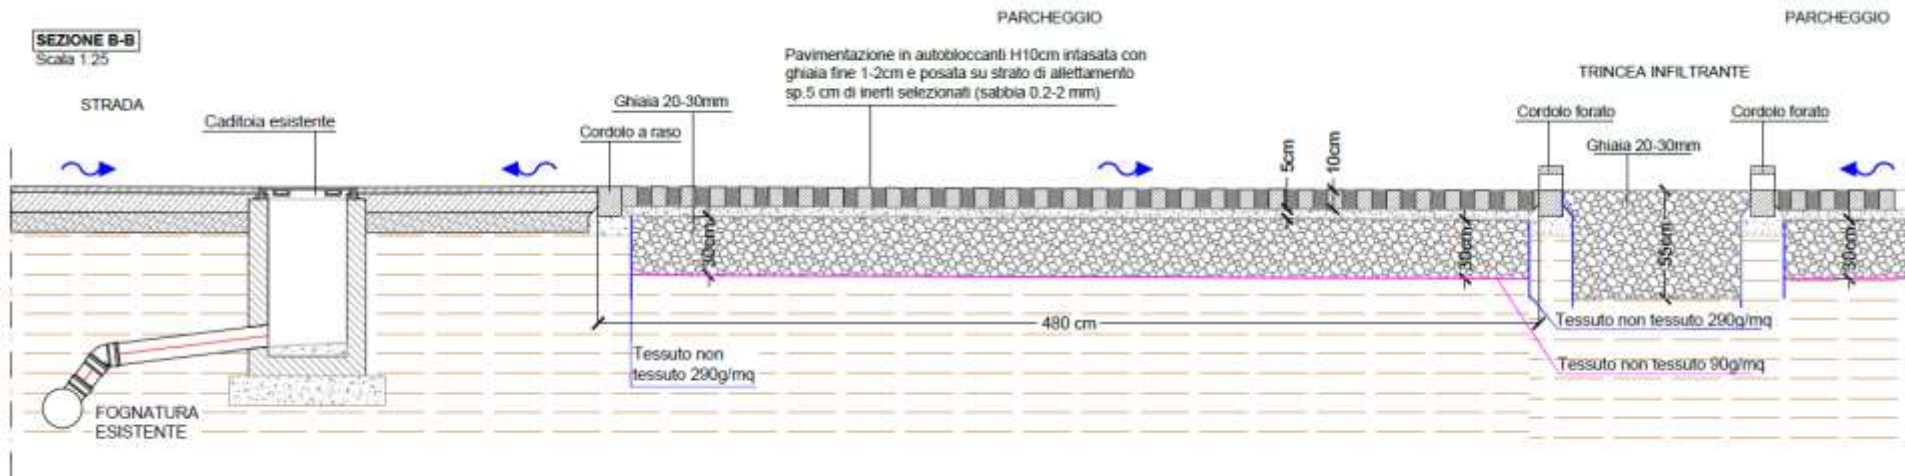 PARCHEGGIO
PARCHEGGIO
SEZIONE B-B
Scala 1:25
STRADA
Caditoia esistente
Ghiaia 20-30mm
Cordolo a raso
Pavimentazione in autobloccanti H10cm intasata con
ghiaia fine 1-2cm e posata su strato di allettamento
sp.5 cm di inerti selezionati (sabbia 0.2-2 mm)
TRINCEA INFILTRANTE
Cordolo forato
Cordolo forato
Ghiaia 20-30mm
5cm
10cm
30cm
30cm
55cm
30cm
480 cm
Tessuto non tessuto 290g/mq
Tessuto non
tessuto 290g/mq
Tessuto non tessuto 90g/mq
FOGNATURA
ESISTENTE